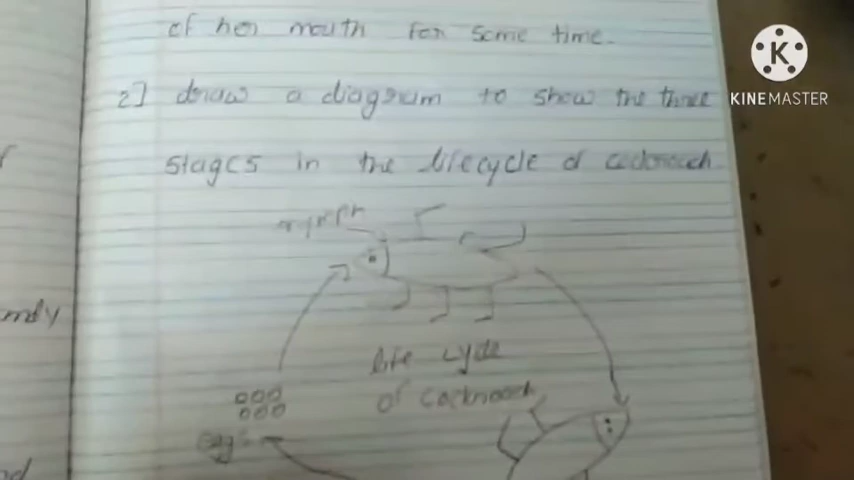 of her mouth for some time.
2] draw a diagram to show the three
stages in the lifecycle of cockroach
nymph
life cycle
of cockroach
eggs
K
KINEMASTER